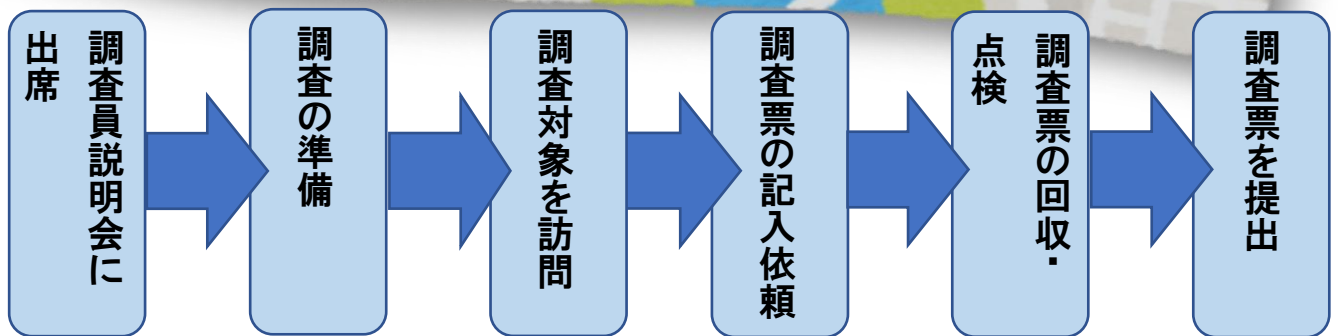 調査員説明会に
出席
調査の準備
調査対象を訪問
調査票の記入依頼
調査票の回収・
点検
調査票を提出